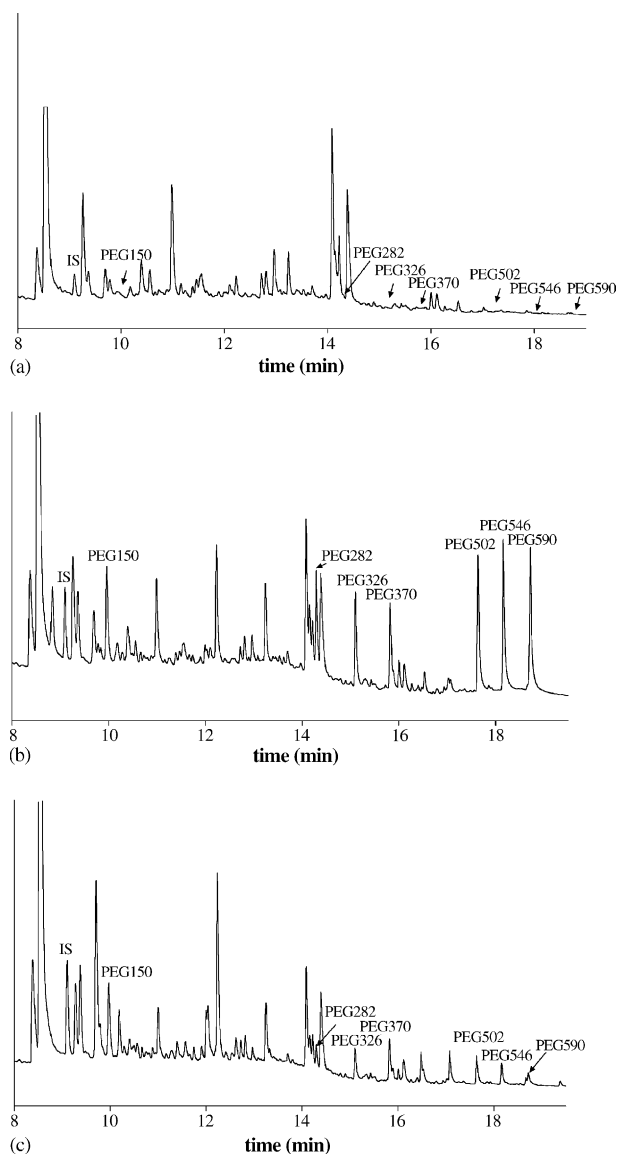 IS
PEG150
PEG282
PEG326
PEG370
PEG502
PEG546
PEG590
8 10 12 14 16 18
time (min)
(a)
PEG546
PEG502
PEG590
PEG150
PEG282
IS
PEG326
PEG370
8 10 12 14 16 18
time (min)
(b)
IS
PEG150
PEG282
PEG370
PEG326
PEG502
PEG546
PEG590
8 10 12 14 16 18
time (min)
(c)